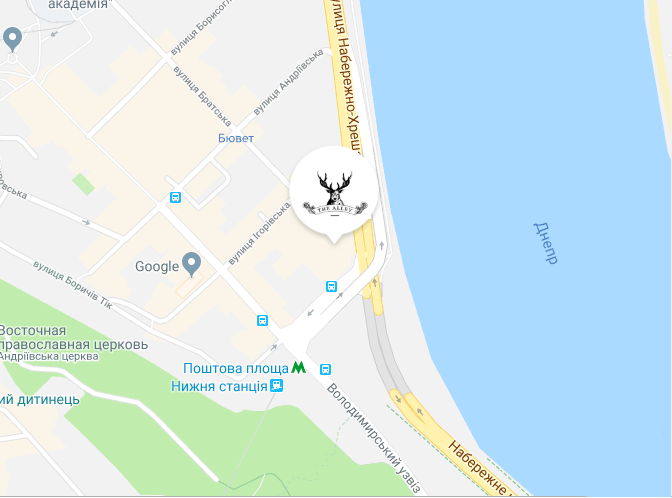 академія"
вулиця Борисогл
вулиця Братська
вулиця Андріївська
вулиця Набережно-Хреща
Бювет
THE ALLEY
вулиця Ігорівська
Днепр
Google
вулиця Боричів Тік
Восточная
православная церковь
Андріївська церква
Поштова площа
Нижня станція
ий дитинець
Володимирський узвіз
Набережне